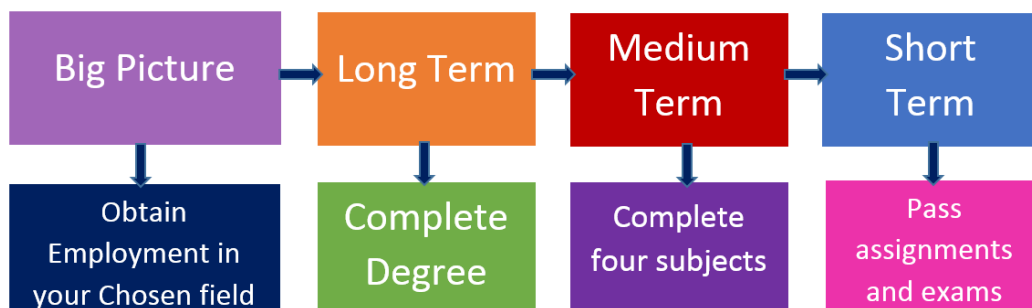 Big Picture
Long Term
Medium
Term
Short
Term
Obtain
Employment in
your Chosen field
Complete
Degree
Complete
four subjects
Pass
assignments
and exams